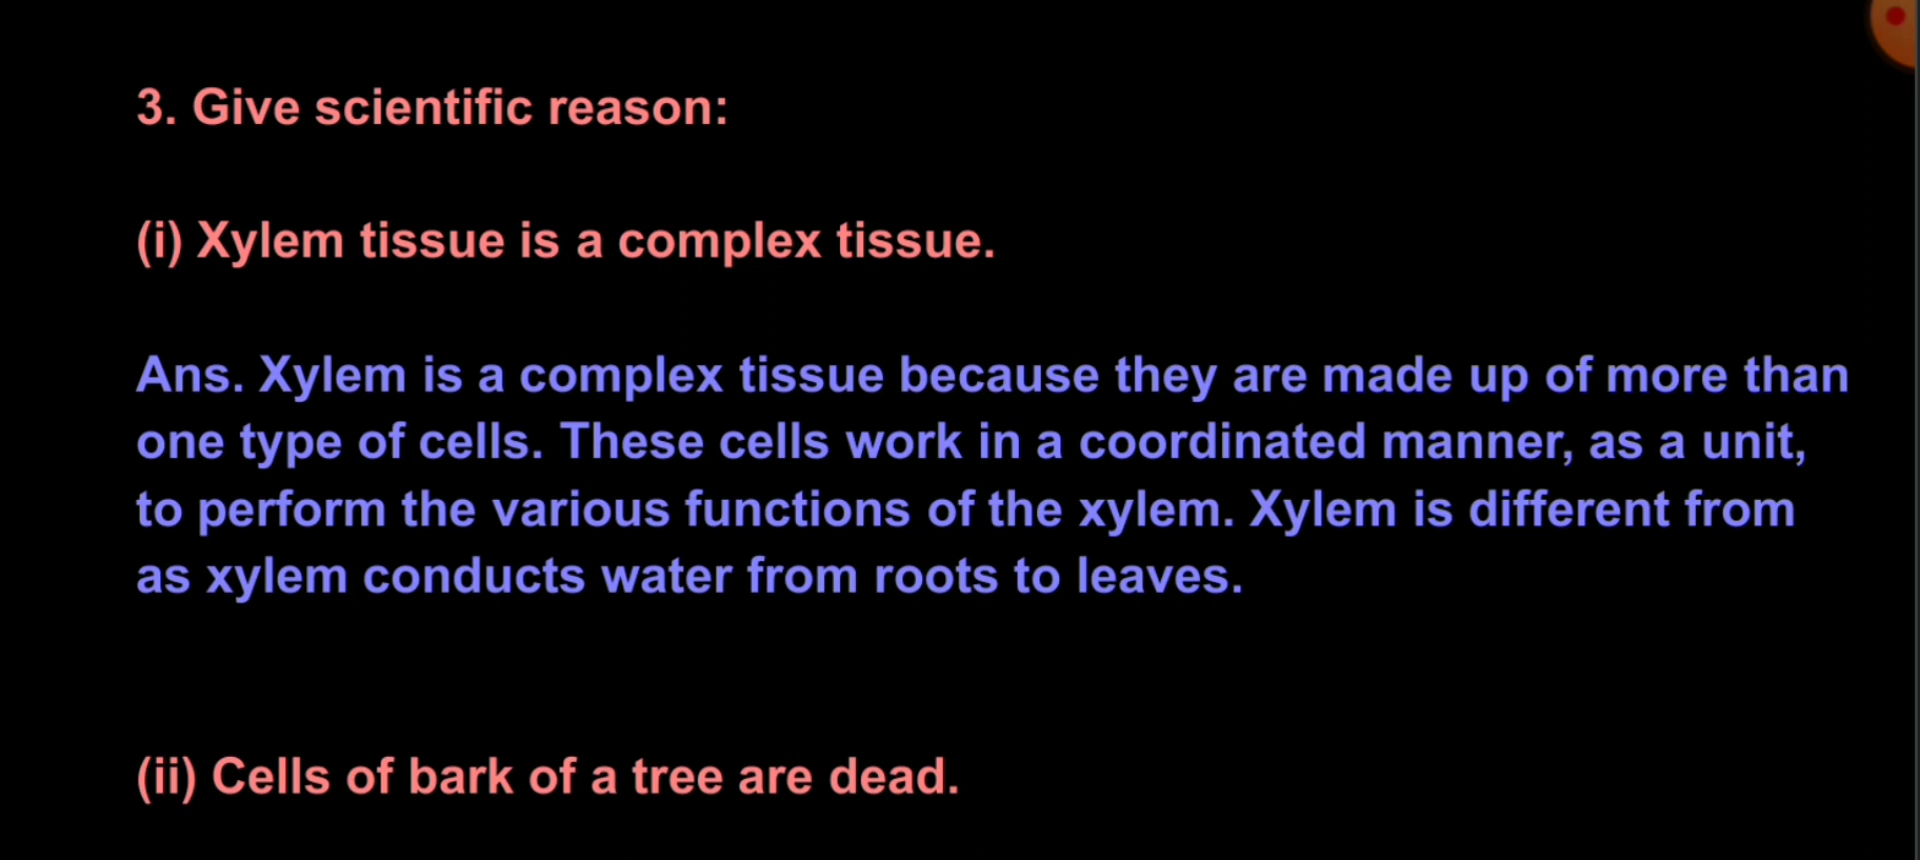 3. Give scientific reason:
(i) Xylem tissue is a complex tissue.
Ans. Xylem is a complex tissue because they are made up of more than
one type of cells. These cells work in a coordinated manner, as a unit,
to perform the various functions of the xylem. Xylem is different from
as xylem conducts water from roots to leaves.
(ii) Cells of bark of a tree are dead.